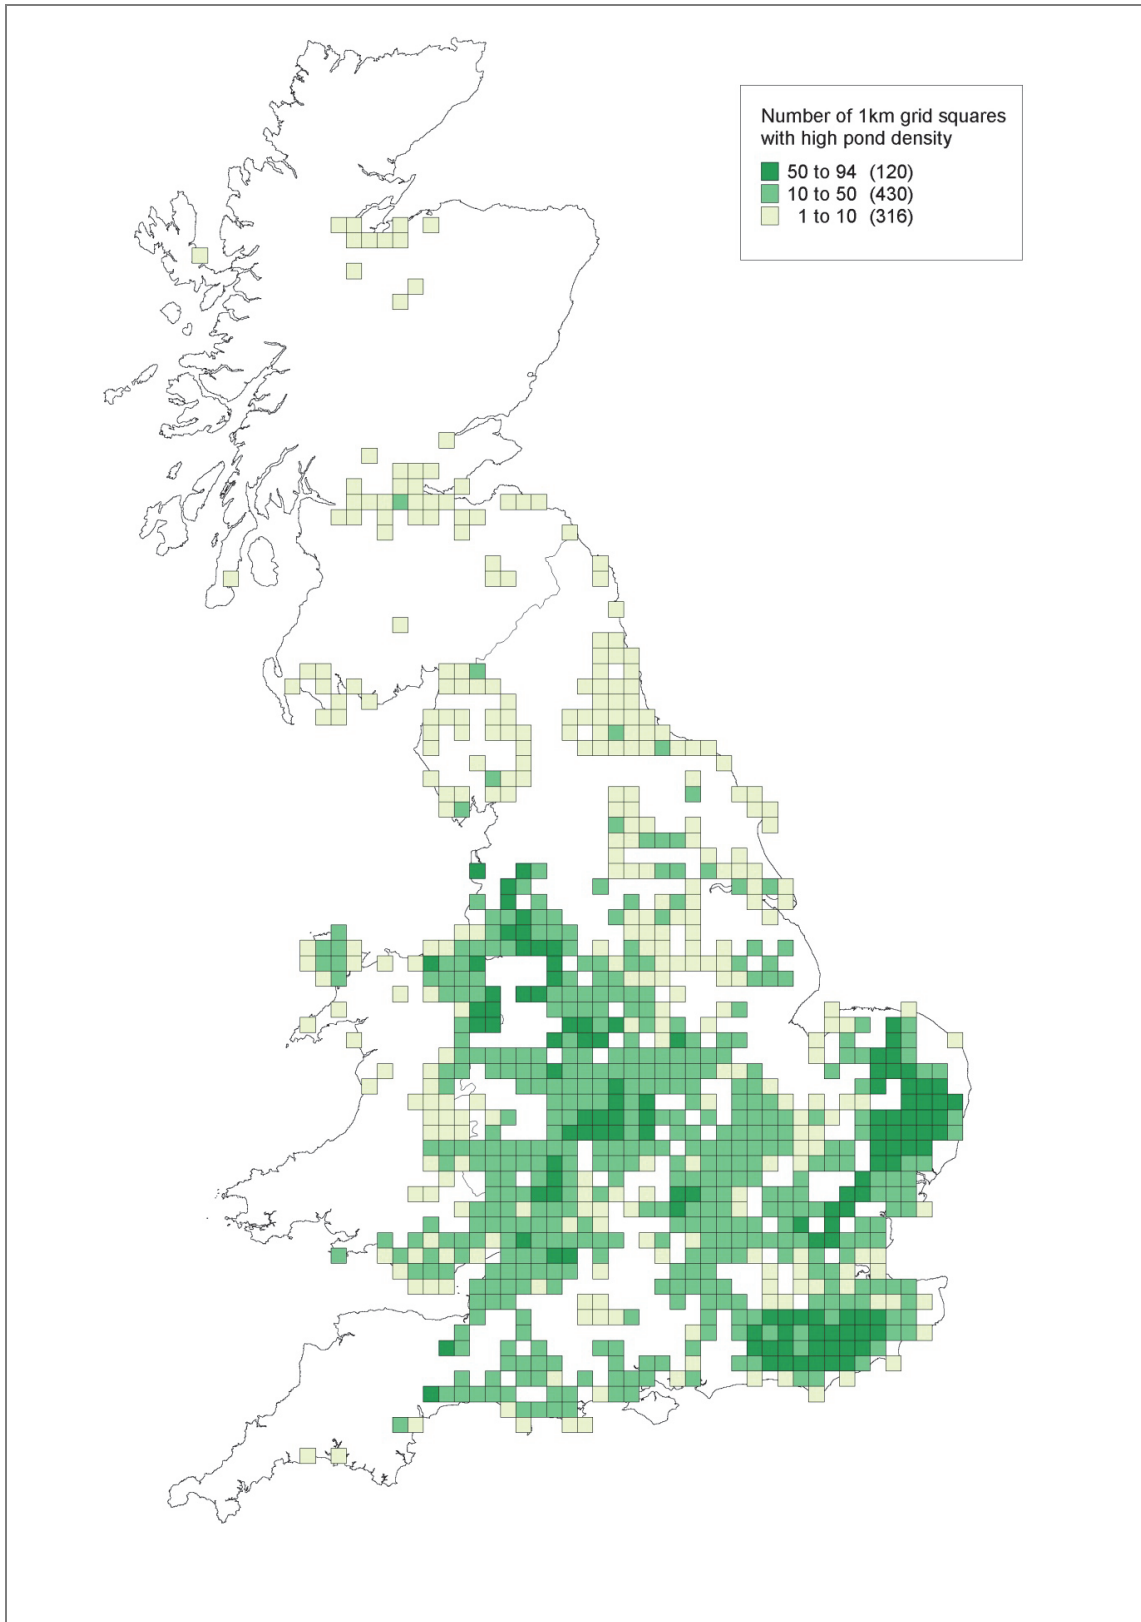 Number of 1km grid squares
with high pond density
50 to 94 (120)
10 to 50 (430)
1 to 10 (316)